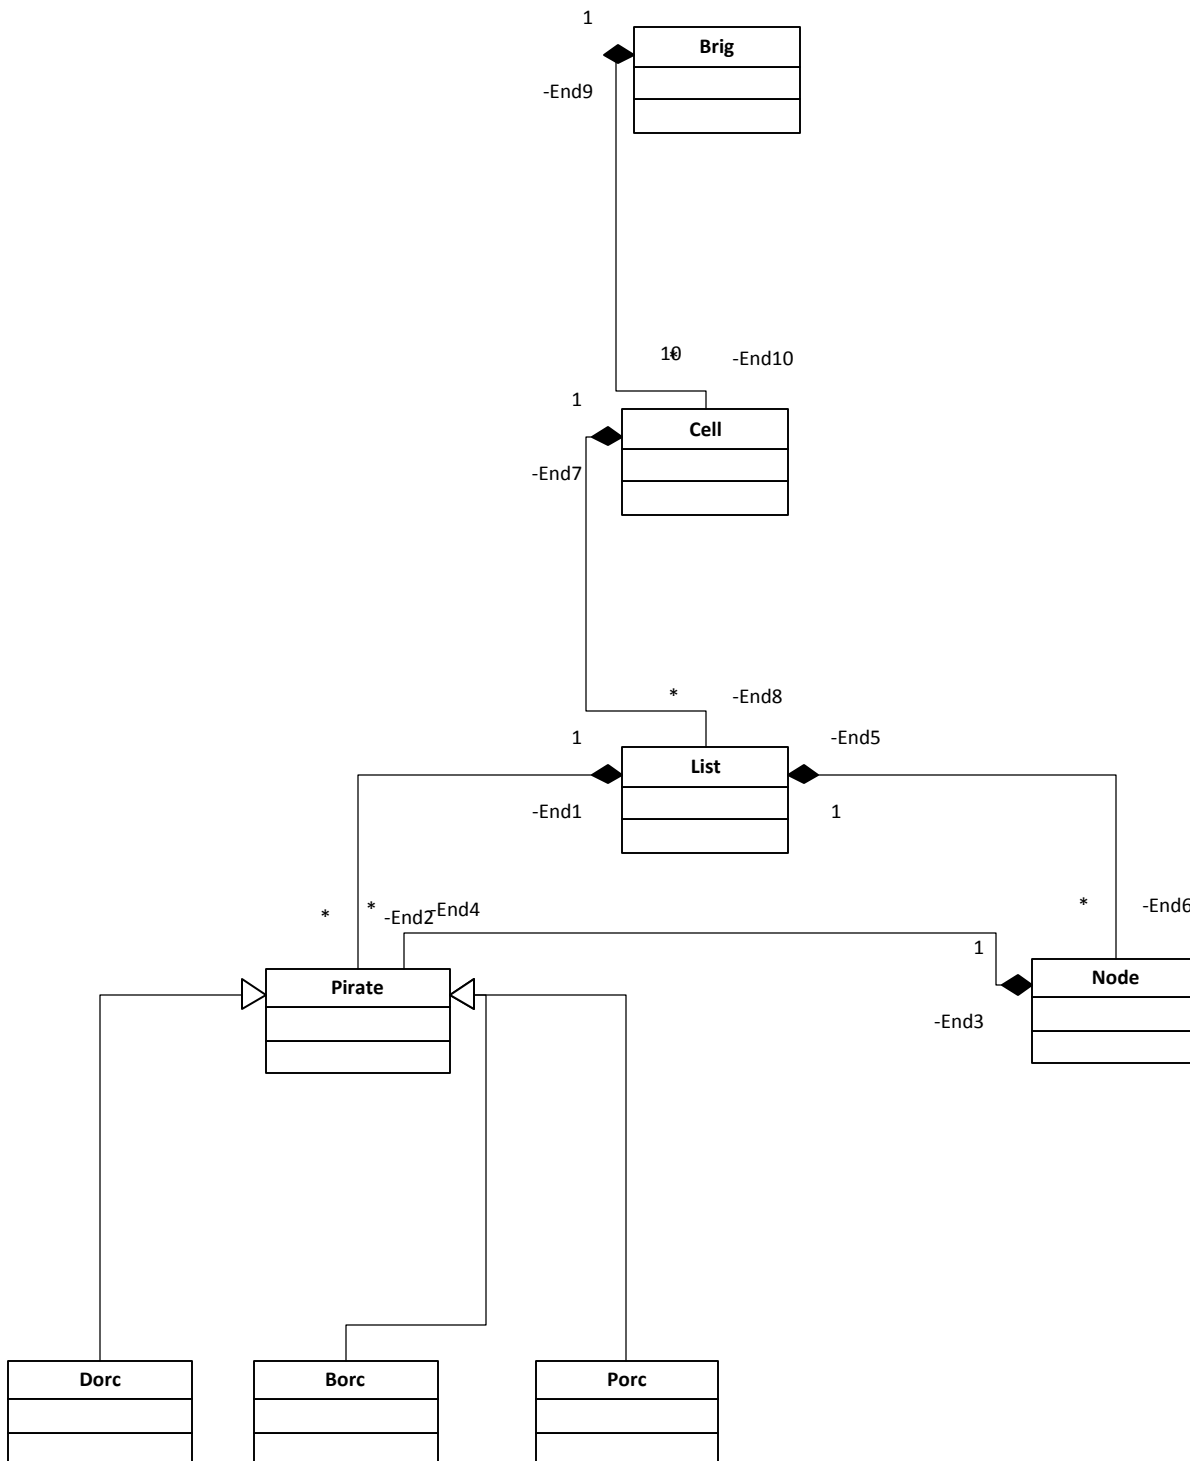 1
Brig
-End9
10
*
-End10
1
Cell
-End7
*
-End8
1
-End5
List
-End1
1
*
*
-End2
-End4
*
-End6
1
Pirate
Node
-End3
Dorc
Borc
Porc